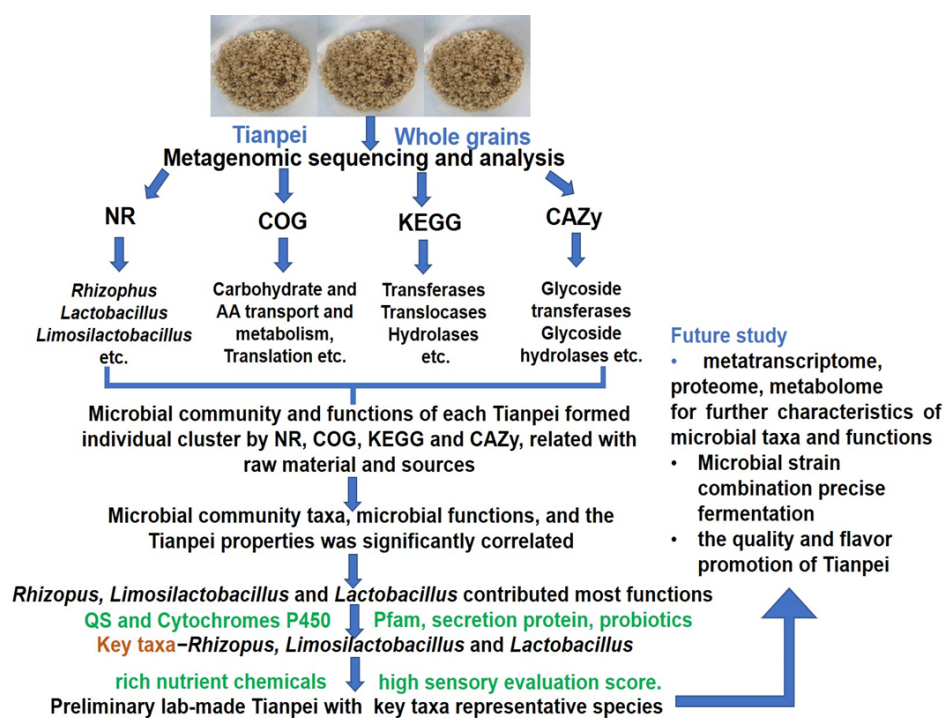 Tianpei
Whole grains
Metagenomic sequencing and analysis
NR
COG
KEGG
CAZy
Rhizophus
Lactobacillus
Limosilactobacillus
etc.
Carbohydrate and
AA transport and
metabolism,
Translation etc.
Transferases
Translocases
Hydrolases
etc.
Glycoside
transferases
Glycoside
hydrolases etc.
Microbial community and functions of each Tianpei formed
individual cluster by NR, COG, KEGG and CAZy, related with
raw material and sources
Microbial community taxa, microbial functions, and the
Tianpei properties was significantly correlated
Rhizopus, Limosilactobacillus and Lactobacillus contributed most functions
QS and Cytochromes P450
Pfam, secretion protein, probiotics
Key taxa–Rhizopus, Limosilactobacillus and Lactobacillus
rich nutrient chemicals
high sensory evaluation score.
Preliminary lab-made Tianpei with key taxa representative species
Future study
• metatranscriptome,
proteome, metabolome
for further characteristics of
microbial taxa and functions
• Microbial strain
combination precise
fermentation
• the quality and flavor
promotion of Tianpei